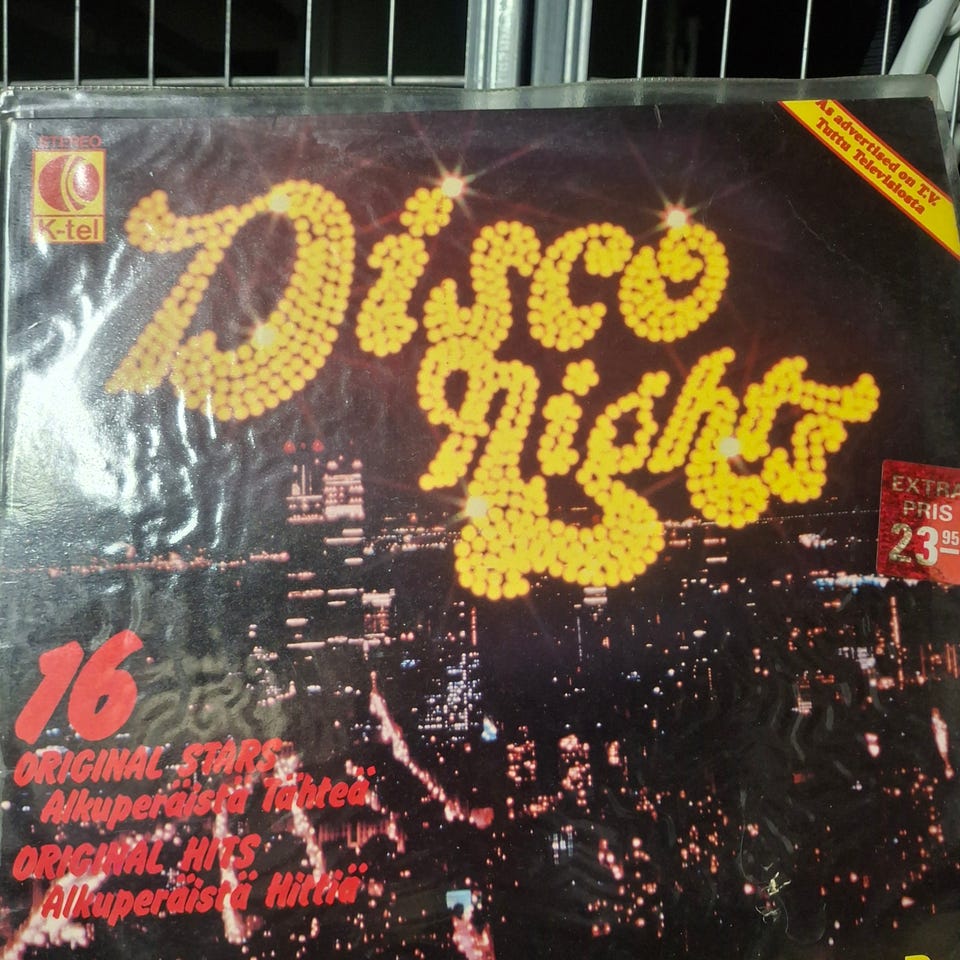 STEREO
K-tel
As advertised on T.V.
Tuttu Televisiosta
Disco
Nights
EXTRA
PRIS
23 95
16
ORIGINAL STARS
Alkuperäistä Tähteä
ORIGINAL HITS
Alkuperäistä Hittiä